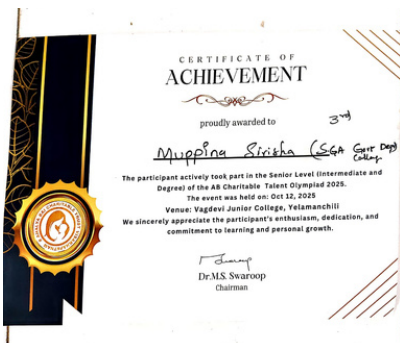 CERTIFICATE OF
ACHIEVEMENT
proudly awarded to
3rd
Muppina Sirisha (SGA Govt Deg
College
The participant actively took part in the Senior Level (Intermediate and
Degree) of the AB Charitable Talent Olympiad 2025.
The event was held on: Oct 12, 2025
Venue: Vagdevi Junior College, Yelamanchili
We sincerely appreciate the participant's enthusiasm, dedication, and
commitment to learning and personal growth.
Swaroop
Dr.M.S. Swaroop
Chairman